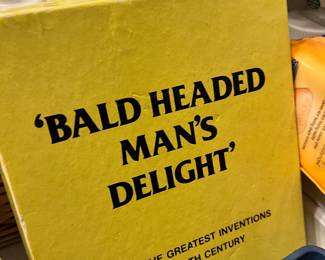 'BALD HEADED
MAN'S
DELIGHT'
GREATEST INVENTIONS
CENTURY